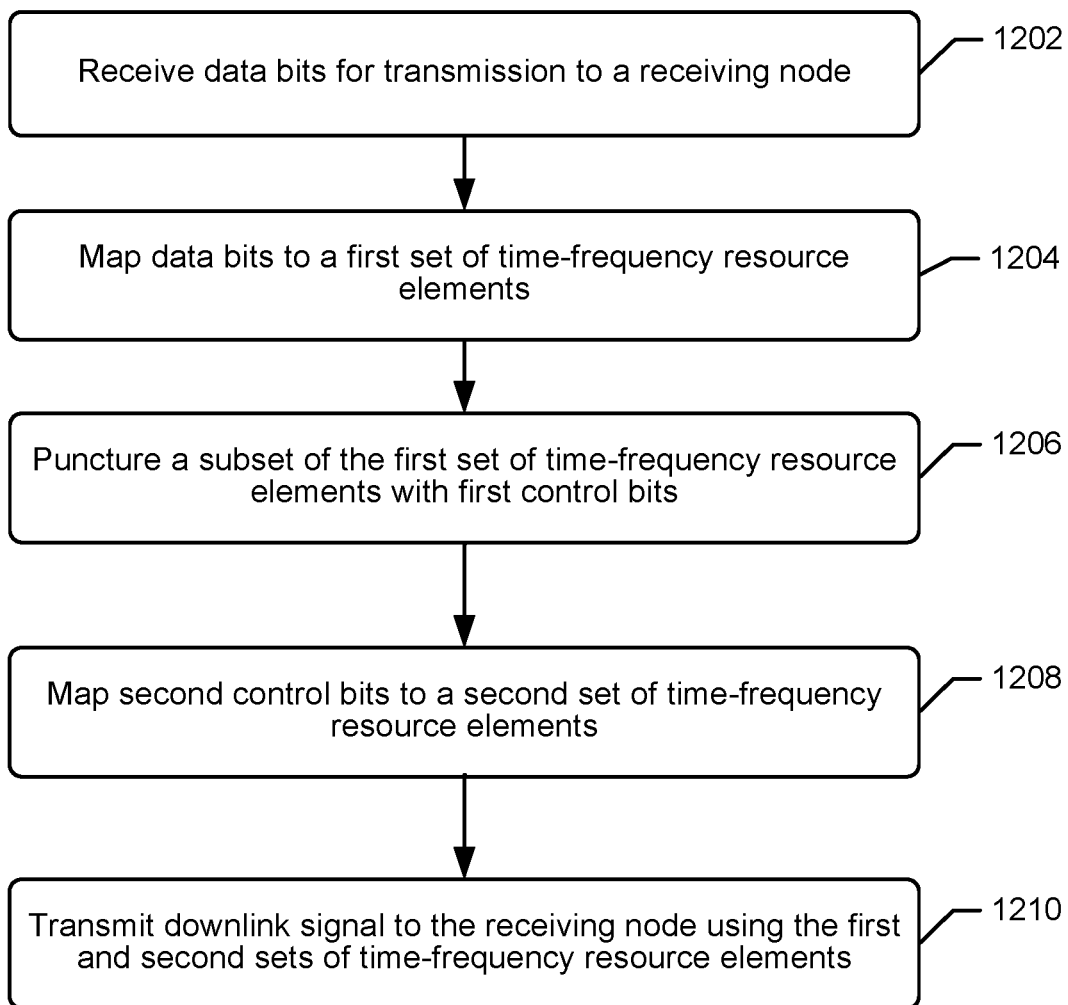 Receive data bits for transmission to a receiving node
1202
Map data bits to a first set of time-frequency resource
elements
1204
Puncture a subset of the first set of time-frequency resource
elements with first control bits
1206
Map second control bits to a second set of time-frequency
resource elements
1208
Transmit downlink signal to the receiving node using the first
and second sets of time-frequency resource elements
1210